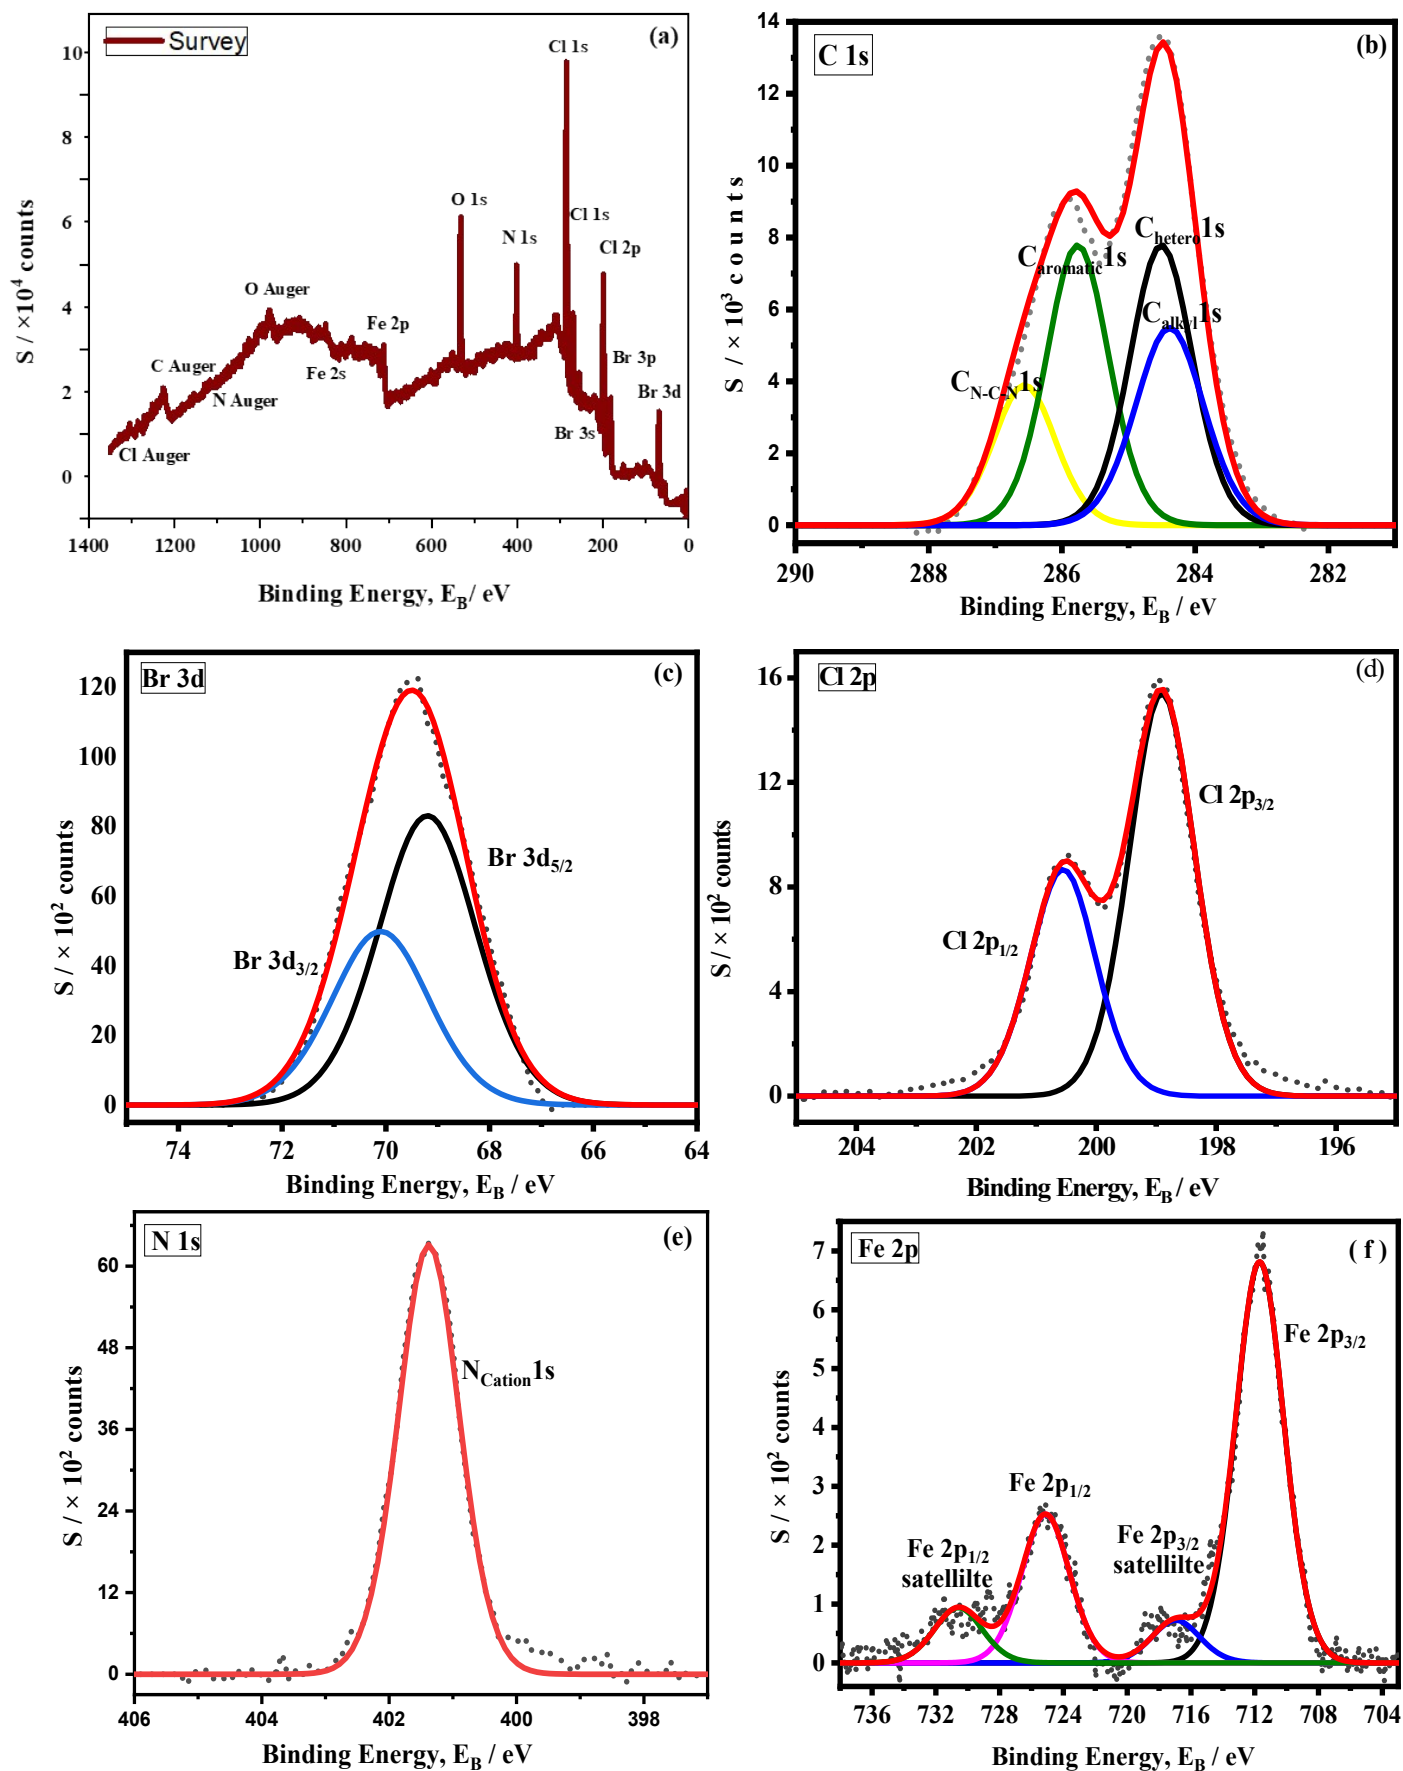 Survey
(a)
Cl 1s
O 1s
N 1s
Cl 1s
Cl 2p
O Auger
Fe 2p
C Auger
Fe 2s
N Auger
Br 3p
Br 3d
Br 3s
Cl Auger
S / ×10⁴ counts
10
8
6
4
2
0
1400 1200 1000 800 600 400 200 0
Binding Energy, E_B/ eV
C 1s
(b)
C_hetero 1s
C_aromatic 1s
C_alkyl 1s
C_N-C-N 1s
S / ×10³ counts
14
12
10
8
6
4
2
0
290 288 286 284 282
Binding Energy, E_B / eV
Br 3d
(c)
Br 3d_5/2
Br 3d_3/2
S / × 10² counts
120
100
80
60
40
20
0
74 72 70 68 66 64
Binding Energy, E_B / eV
Cl 2p
(d)
Cl 2p_3/2
Cl 2p_1/2
S / × 10² counts
16
12
8
4
0
204 202 200 198 196
Binding Energy, E_B / eV
N 1s
(e)
N_Cation 1s
S / × 10² counts
60
48
36
24
12
0
406 404 402 400 398
Binding Energy, E_B / eV
Fe 2p
( f )
Fe 2p_3/2
Fe 2p_1/2
Fe 2p_1/2
satellilte
Fe 2p_3/2
satellilte
S / × 10² counts
7
6
5
4
3
2
1
0
736 732 728 724 720 716 712 708 704
Binding Energy, E_B / eV